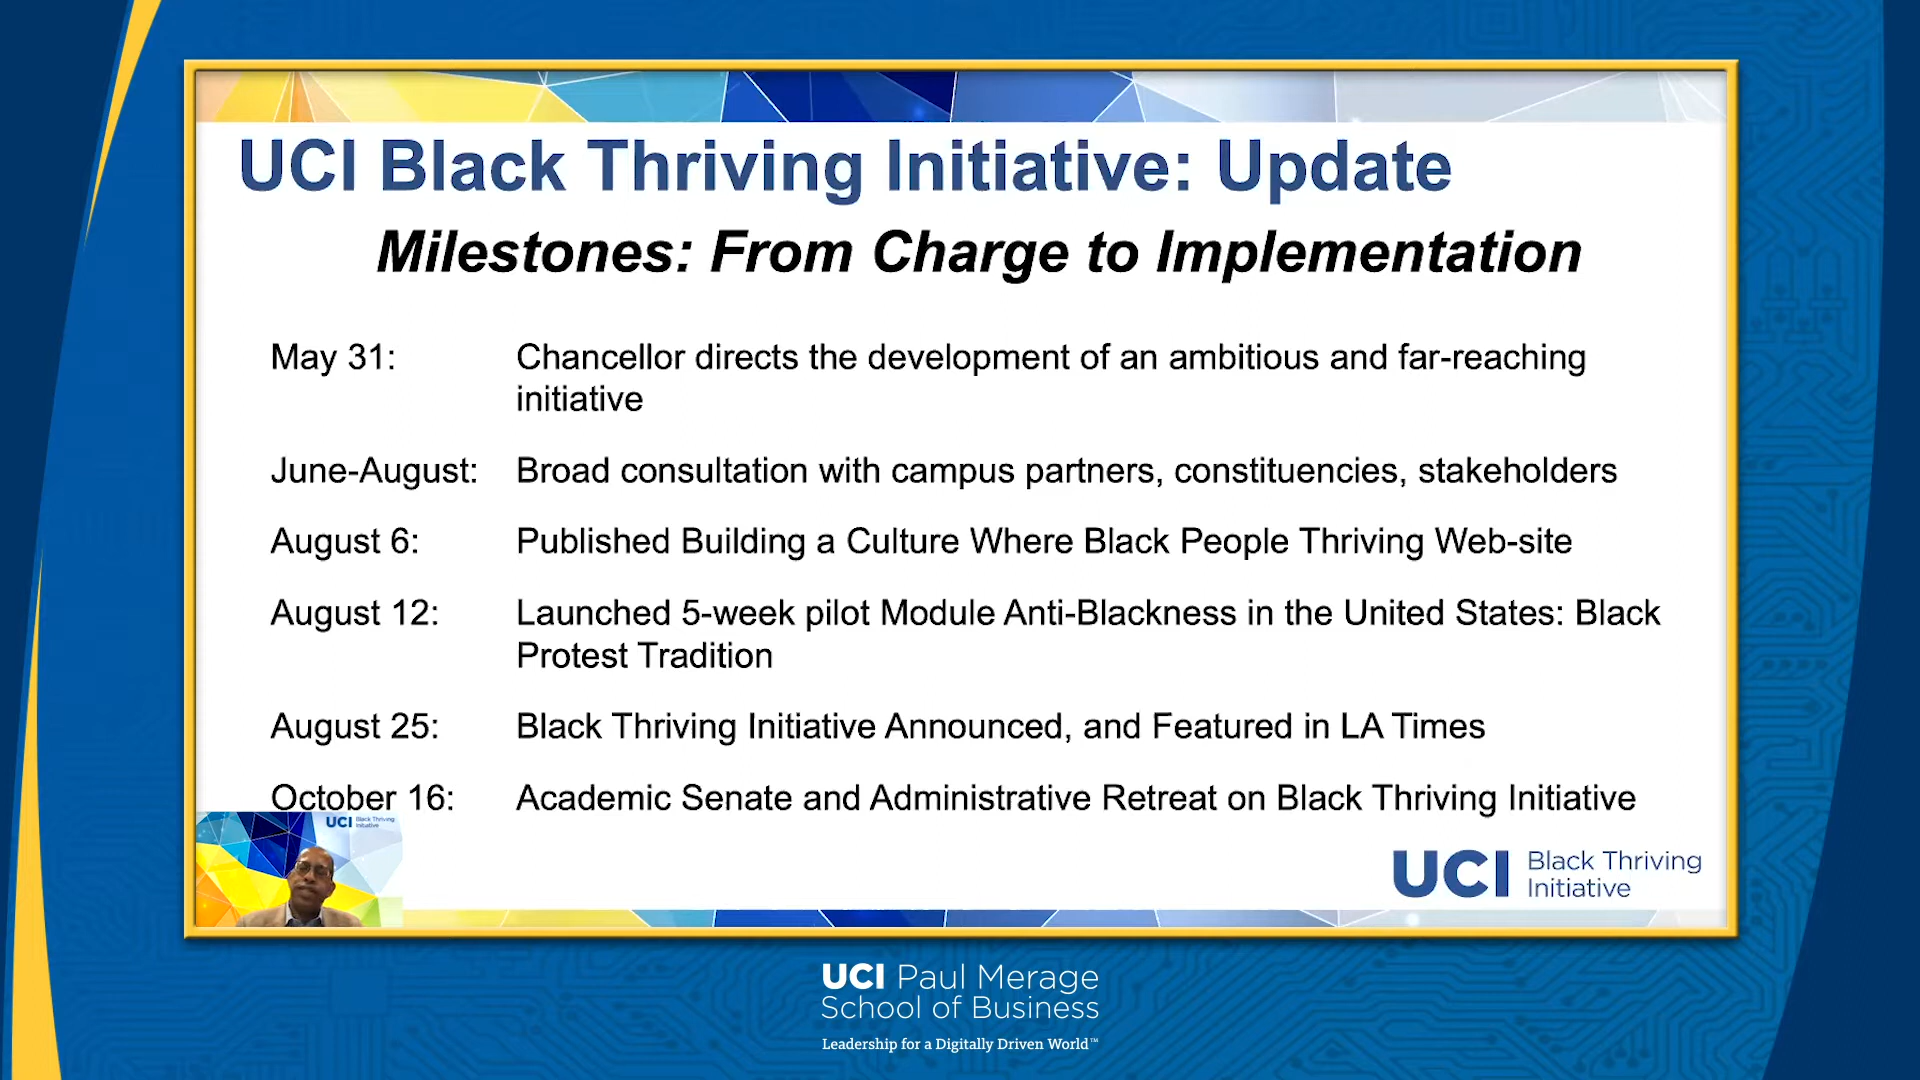 UCI Black Thriving Initiative: Update
Milestones: From Charge to Implementation
May 31: Chancellor directs the development of an ambitious and far-reaching
initiative
June-August: Broad consultation with campus partners, constituencies, stakeholders
August 6: Published Building a Culture Where Black People Thriving Web-site
August 12: Launched 5-week pilot Module Anti-Blackness in the United States: Black
Protest Tradition
August 25: Black Thriving Initiative Announced, and Featured in LA Times
October 16: Academic Senate and Administrative Retreat on Black Thriving Initiative
UCI Black Thriving
Initiative
UCI Black Thriving
Initiative
UCI Paul Merage
School of Business
Leadership for a Digitally Driven World™